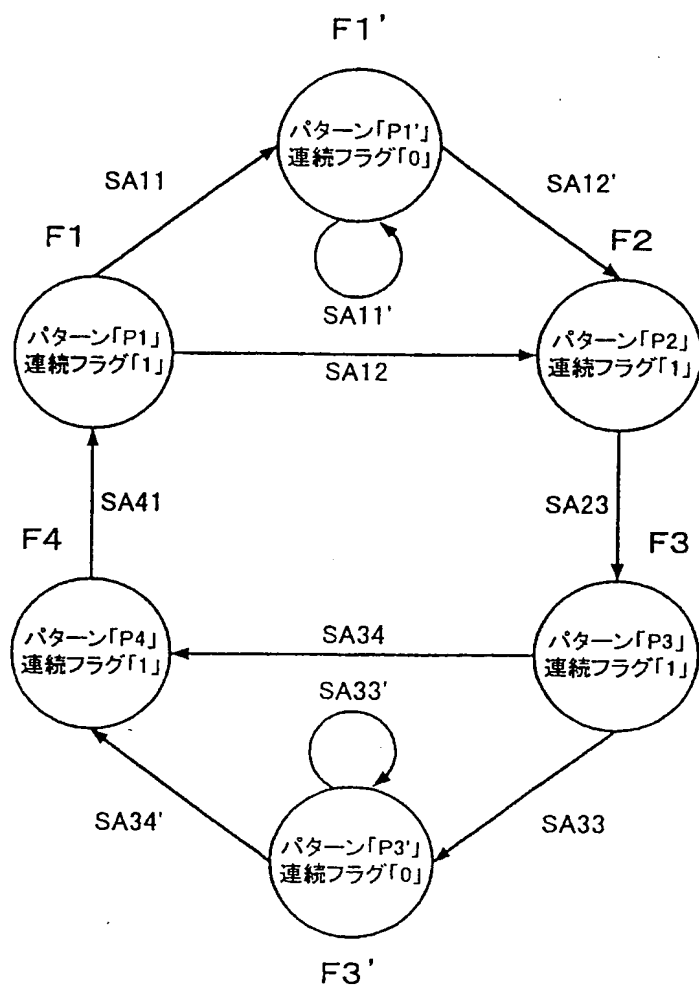 F1'
パターン「P1'」
連続フラグ「0」
SA11
SA12'
F1
F2
SA11'
パターン「P1」
連続フラグ「1」
パターン「P2」
連続フラグ「1」
SA12
SA41
SA23
F4
F3
パターン「P4」
連続フラグ「1」
SA34
パターン「P3」
連続フラグ「1」
SA33'
SA34'
SA33
パターン「P3'」
連続フラグ「0」
F3'